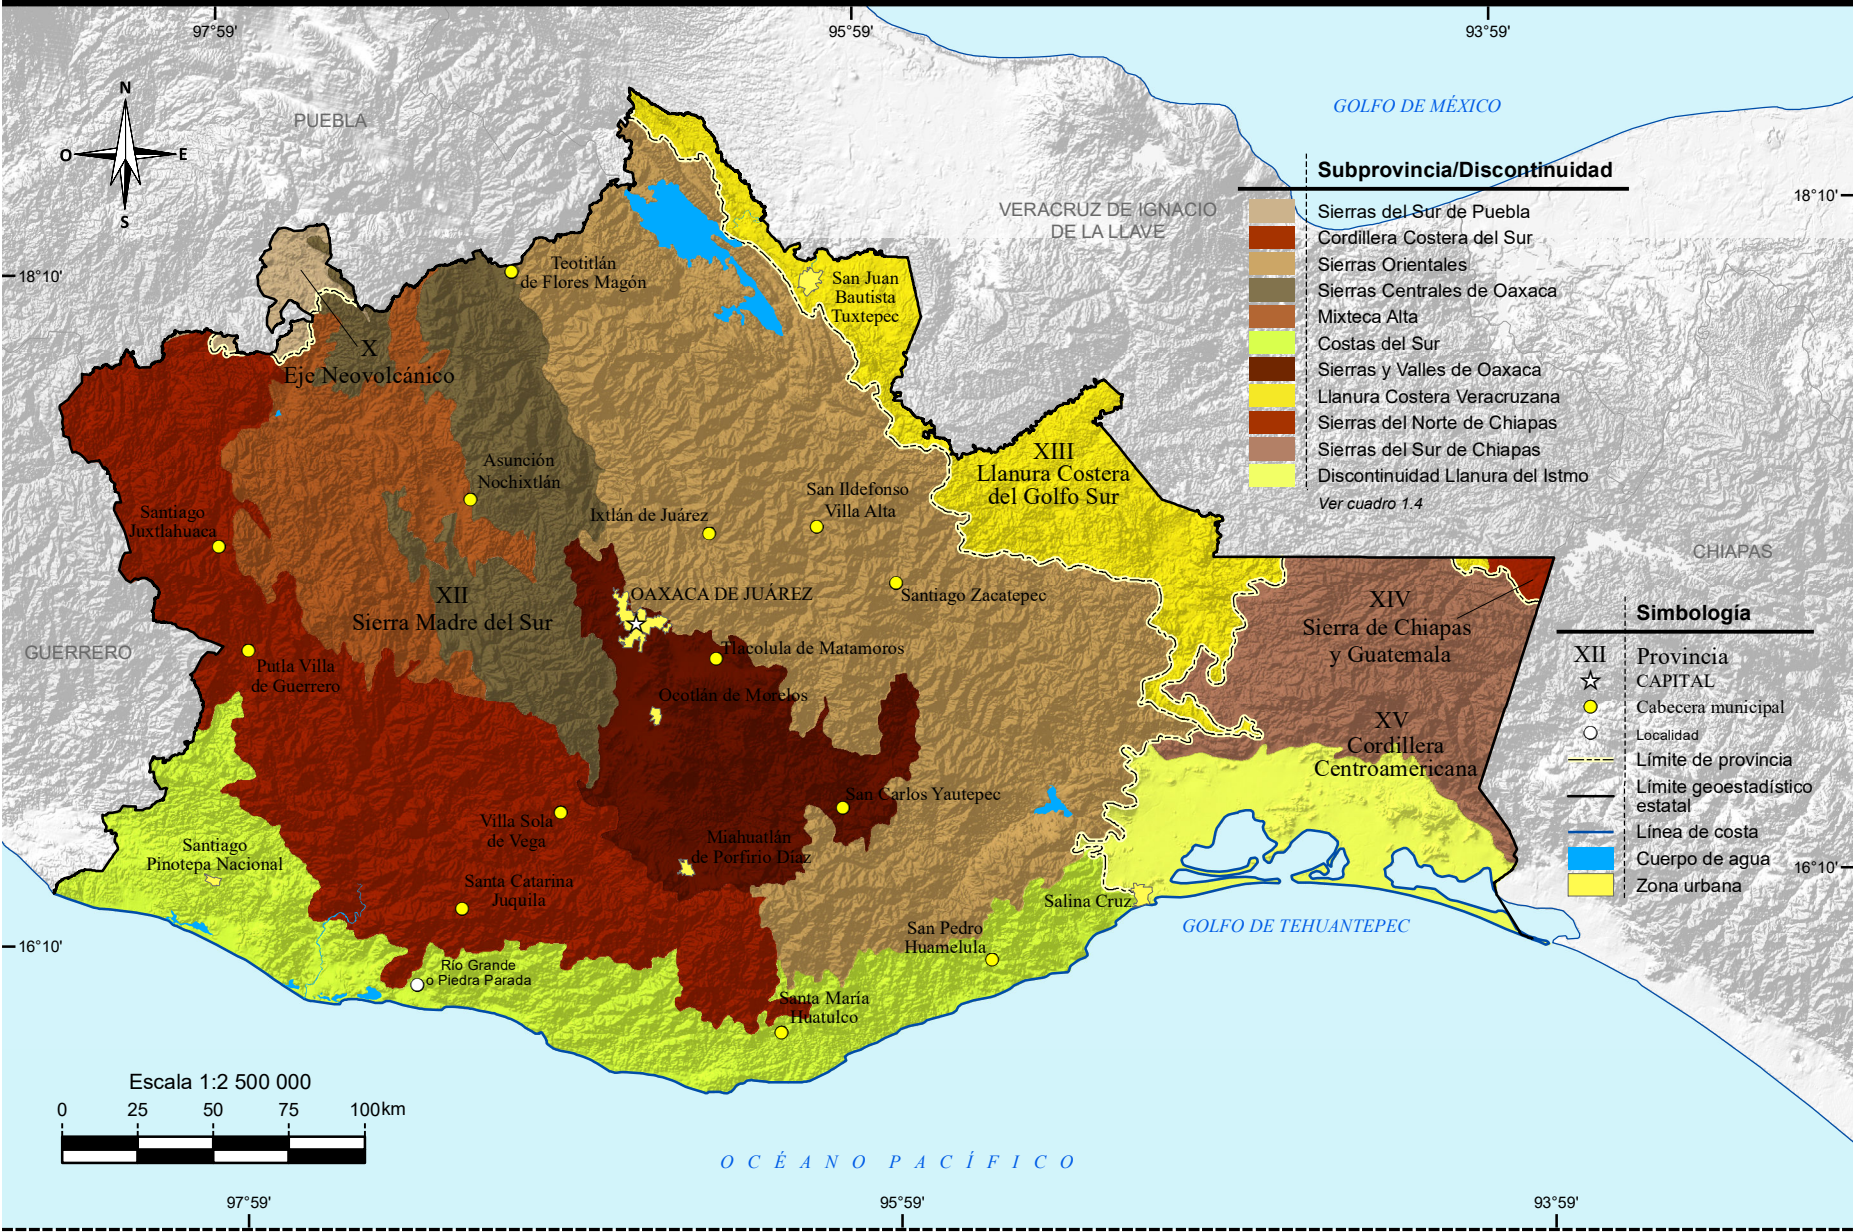 97°59'
95°59'
93°59'
N
O
E
S
PUEBLA
GOLFO DE MÉXICO
VERACRUZ DE IGNACIO
DE LA LLAVE
18°10'
18°10'
Subprovincia/Discontinuidad
Sierras del Sur de Puebla
Cordillera Costera del Sur
Sierras Orientales
Sierras Centrales de Oaxaca
Mixteca Alta
Costas del Sur
Sierras y Valles de Oaxaca
Llanura Costera Veracruzana
Sierras del Norte de Chiapas
Sierras del Sur de Chiapas
Discontinuidad Llanura del Istmo
Ver cuadro 1.4
Teotitlán
de Flores Magón
San Juan
Bautista
Tuxtepec
X
Eje Neovolcánico
Asunción
Nochixtlán
XIII
Llanura Costera
del Golfo Sur
San Ildefonso
Villa Alta
Ixtlán de Juárez
Santiago
Juxtlahuaca
CHIAPAS
XII
Sierra Madre del Sur
OAXACA DE JUÁREZ
Santiago Zacatepec
XIV
Sierra de Chiapas
y Guatemala
GUERRERO
Putla Villa
de Guerrero
Tlacolula de Matamoros
Ocotlán de Morelos
XV
Cordillera
Centroamericana
Simbología
XII Provincia
CAPITAL
Cabecera municipal
Localidad
Límite de provincia
Límite geoestadístico
estatal
Línea de costa
Cuerpo de agua
Zona urbana
San Carlos Yautepec
Villa Sola
de Vega
Miahuatlán
de Porfirio Díaz
Santiago
Pinotepa Nacional
Santa Catarina
Juquila
Salina Cruz
San Pedro
Huamelula
GOLFO DE TEHUANTEPEC
16°10'
16°10'
Río Grande
o Piedra Parada
Santa María
Huatulco
Escala 1:2 500 000
0 25 50 75 100km
OCÉANO PACÍFICO
97°59'
95°59'
93°59'